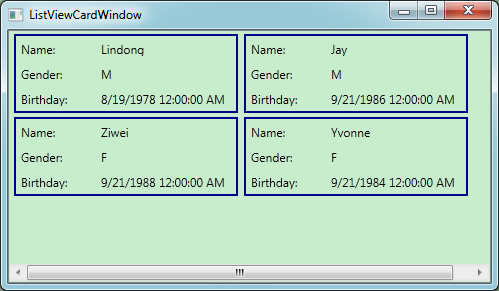 ListViewCardWindow
Name: Lindong
Gender: M
Birthday: 8/19/1978 12:00:00 AM
Name: Jay
Gender: M
Birthday: 9/21/1986 12:00:00 AM
Name: Ziwei
Gender: F
Birthday: 9/21/1988 12:00:00 AM
Name: Yvonne
Gender: F
Birthday: 9/21/1984 12:00:00 AM